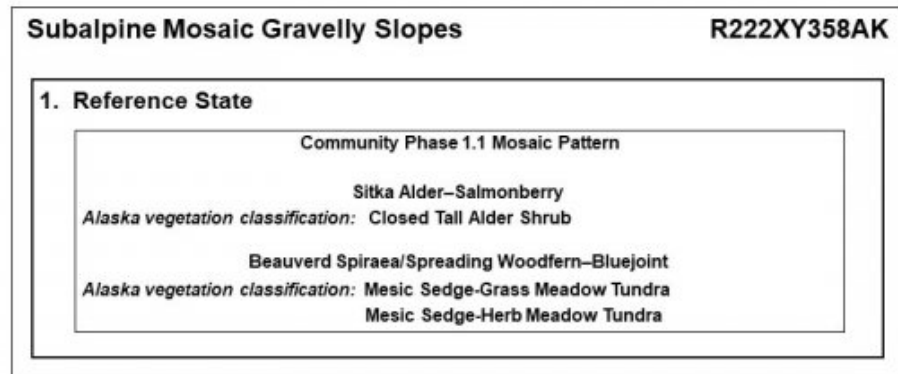 Subalpine Mosaic Gravelly Slopes R222XY358AK
1. Reference State
Community Phase 1.1 Mosaic Pattern
Sitka Alder–Salmonberry
Alaska vegetation classification: Closed Tall Alder Shrub
Beauverd Spiraea/Spreading Woodfern–Bluejoint
Alaska vegetation classification: Mesic Sedge-Grass Meadow Tundra
Mesic Sedge-Herb Meadow Tundra